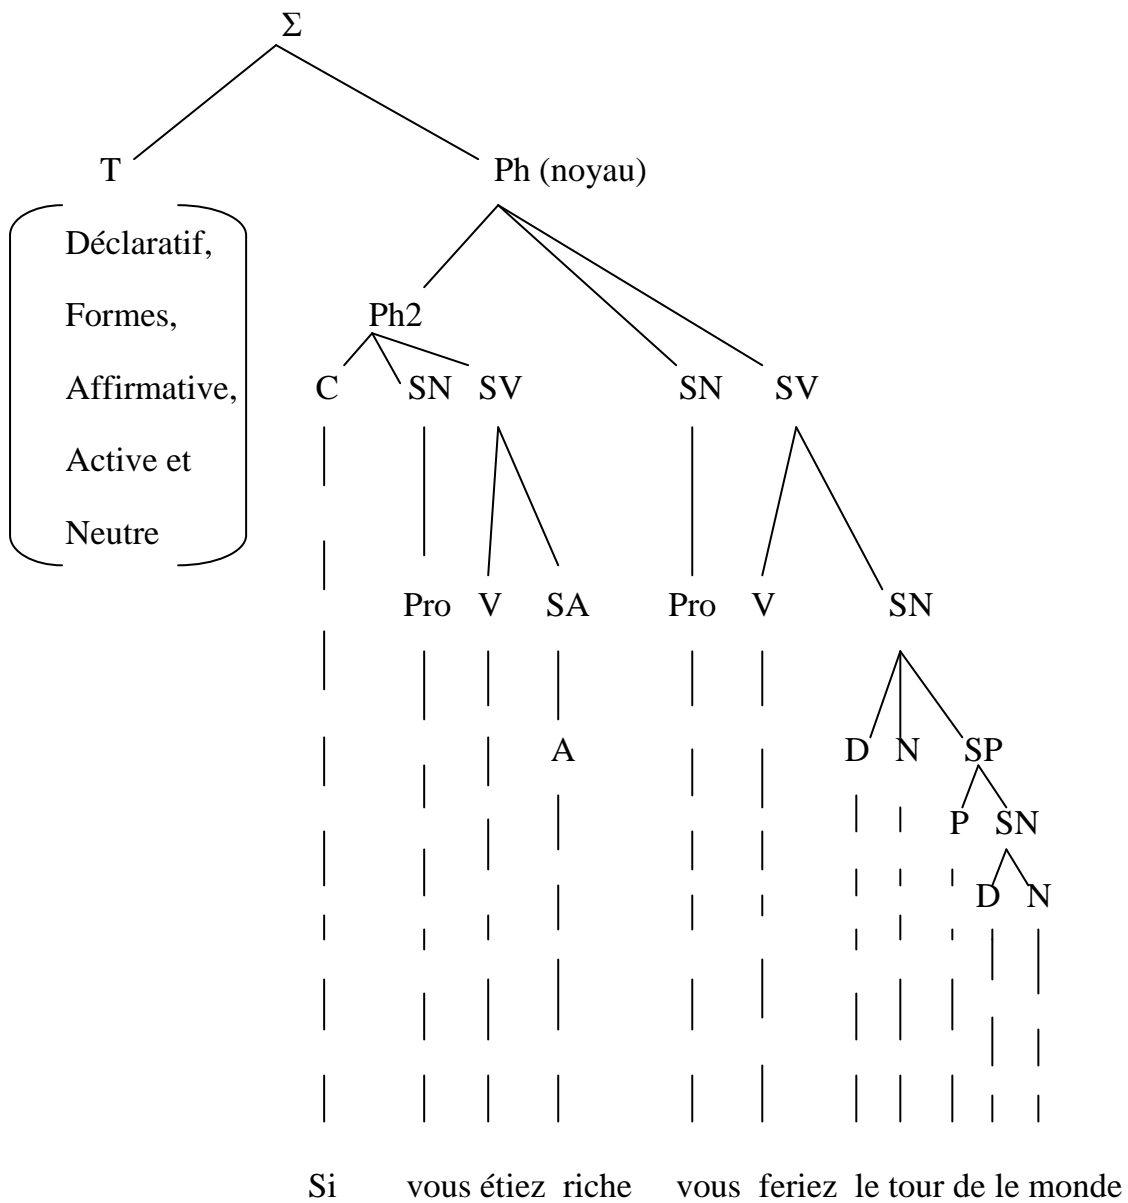 Σ
T Ph (noyau)
Déclaratif,
Formes,
Ph2
Affirmative,
C SN SV SN SV
Active et
Neutre
Pro V SA Pro V SN
A D N SP
P SN
D N
Si vous étiez riche vous feriez le tour de le monde